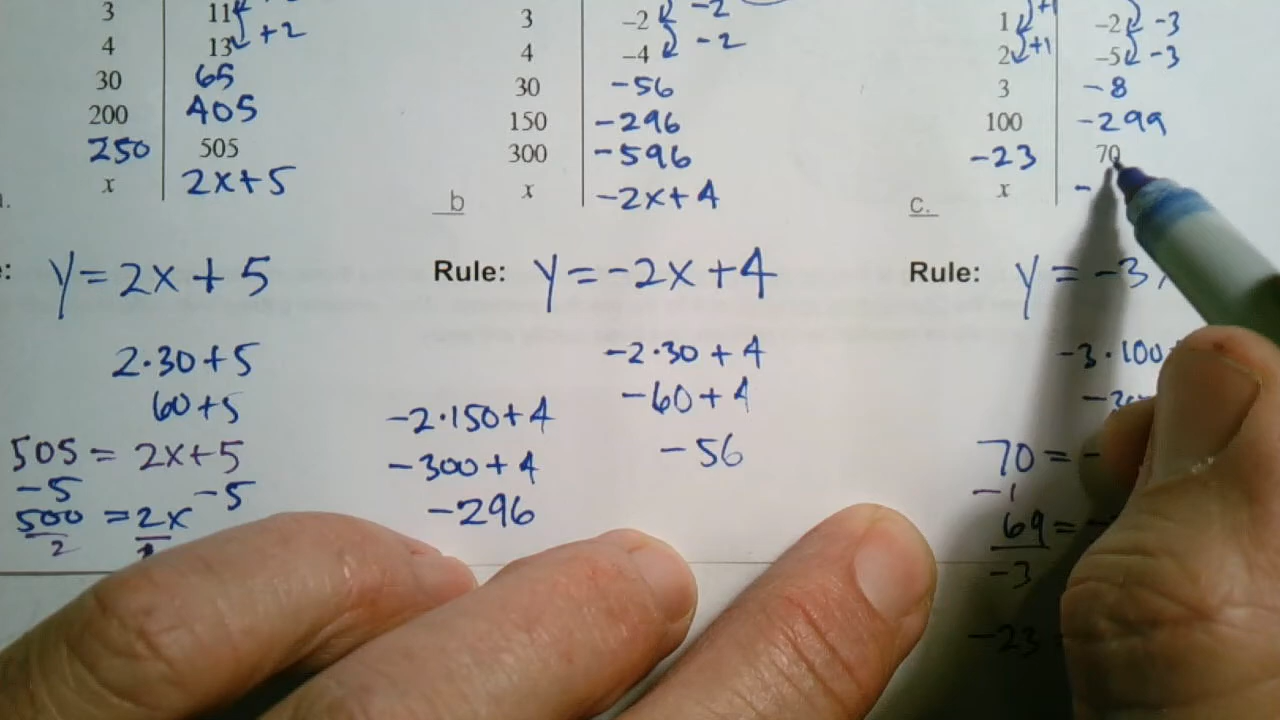 3 11 +2
4 13
30 65
200 405
250 505
x 2x+5
y = 2x + 5
2·30 + 5
60 + 5
505 = 2x+5
-5 -5
500 = 2x
2
3 -2 -2
4 -4 -2
30 -56
150 -296
300 -596
b x -2x+4
Rule: y = -2x + 4
-2·30 + 4
-60 + 4
-56
-2·150 + 4
-300 + 4
-296
1 +1 -2 -3
2 +1 -5 -3
3 -8
100 -299
-23 70
c. x -
Rule: y = -3
-3·100
70 = -
-1
69 =
-3
-23